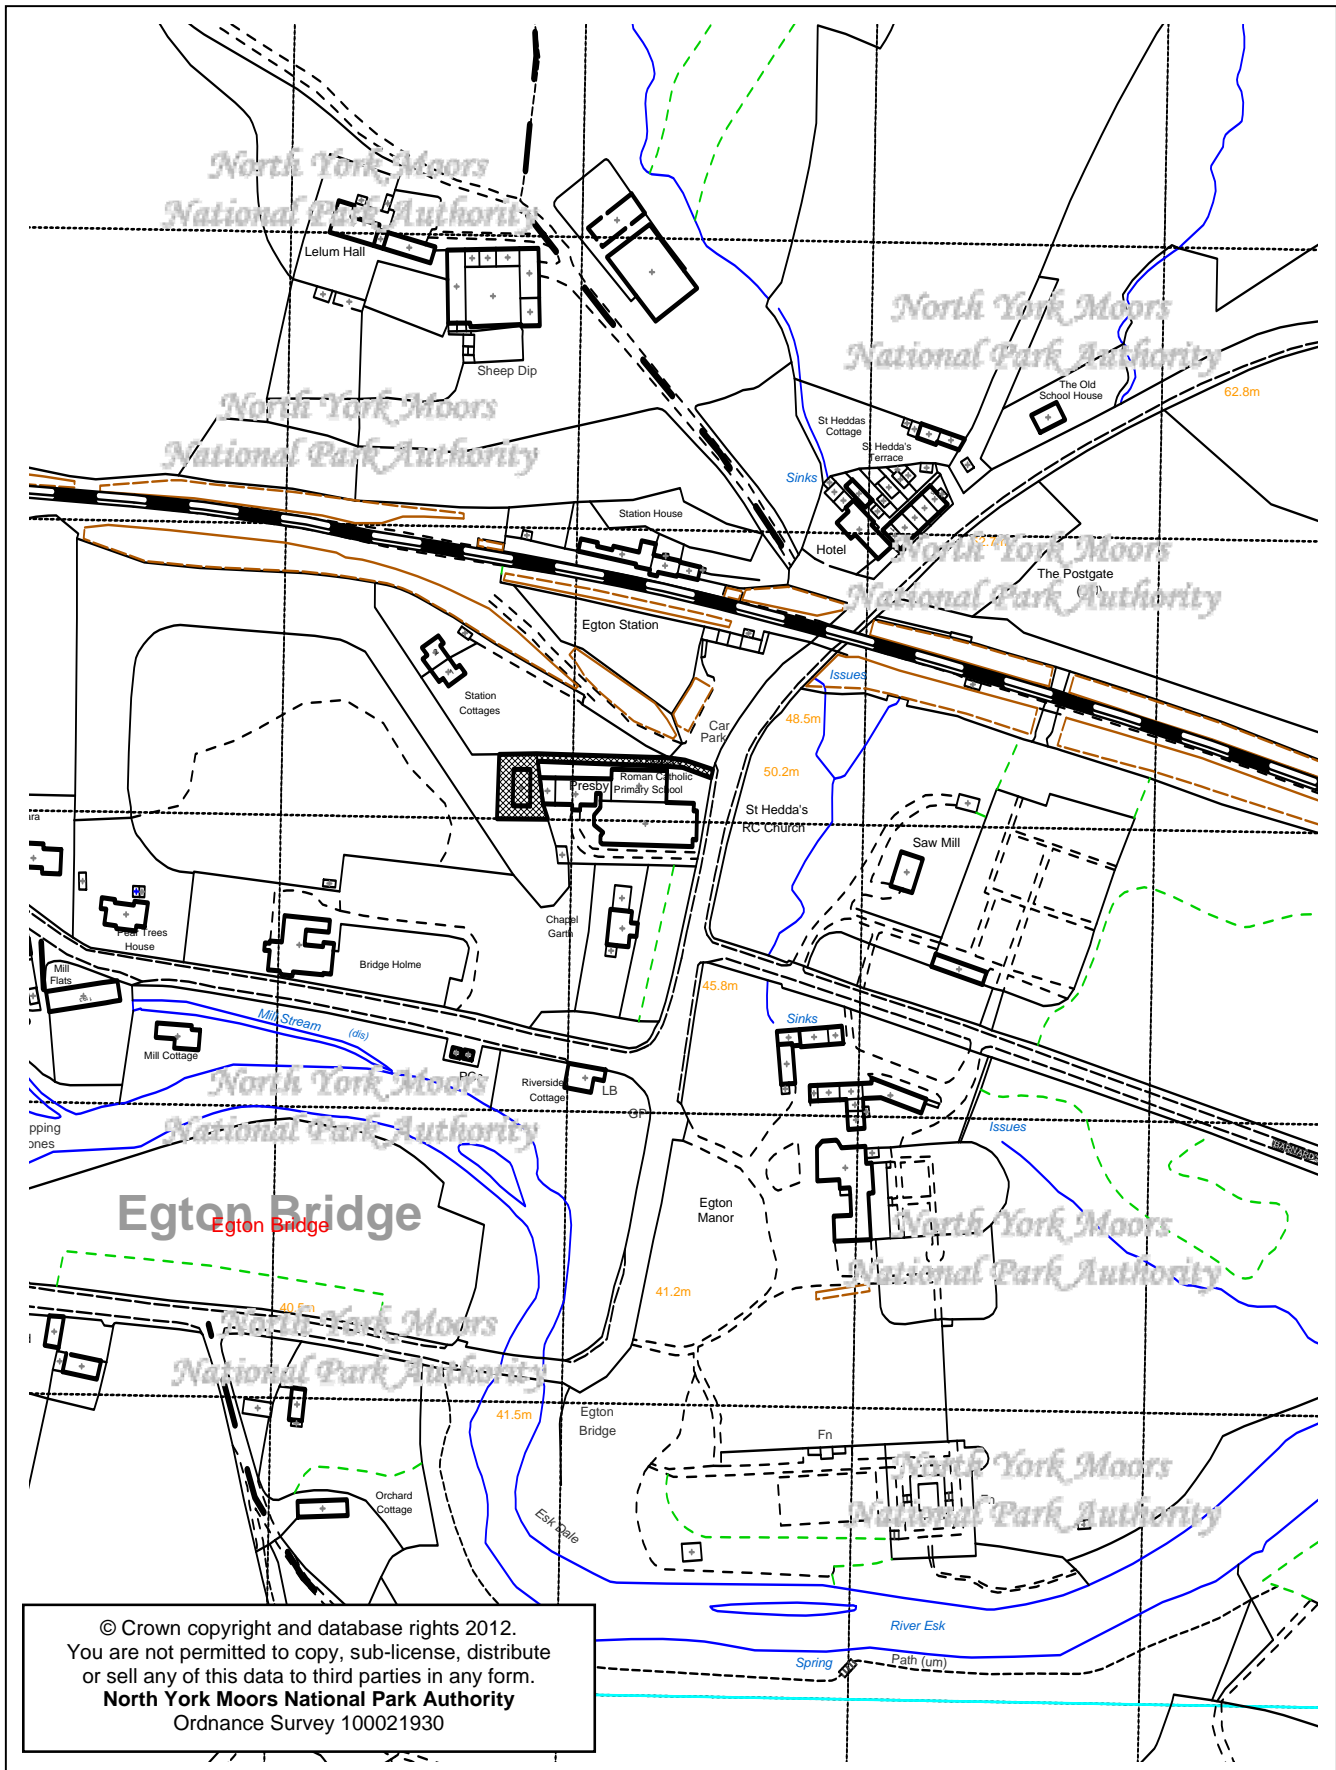 North York Moors
National Park Authority
Lelum Hall
Sheep Dip
North York Moors
National Park Authority
The Old
School House
62.8m
St Heddas
Cottage
St Hedda's
Terrace
North York Moors
National Park Authority
Sinks
Station House
Hotel
North York Moors
The Postgate
National Park Authority
Egton Station
Issues
Station
Cottages
Car
Park
48.5m
50.2m
Roman Catholic
Primary School
Presby
St Hedda's
RC Church
Saw Mill
Pear Trees
House
Chapel
Garth
Bridge Holme
Mill
Flats
45.8m
Mill Stream
(dis)
Sinks
Mill Cottage
Riverside
Cottage
LB
North York Moors
National Park Authority
GP
Issues
Egton Bridge
Egton Bridge
Egton
Manor
North York Moors
National Park Authority
41.2m
North York Moors
National Park Authority
41.5m
Egton
Bridge
Fn
North York Moors
National Park Authority
Orchard
Cottage
Esk Dale
River Esk
Spring
Path (um)
© Crown copyright and database rights 2012.
You are not permitted to copy, sub-license, distribute
or sell any of this data to third parties in any form.
North York Moors National Park Authority
Ordnance Survey 100021930